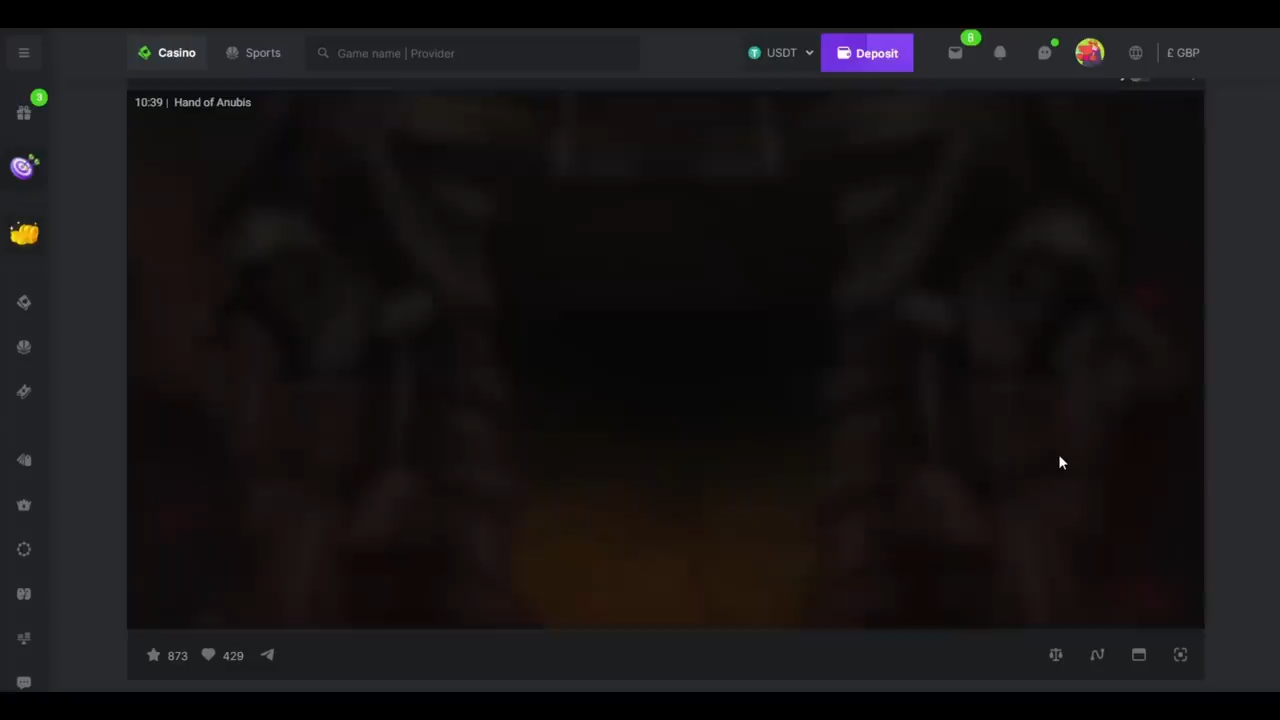 Casino
Sports
Game name | Provider
USDT
Deposit
8
£ GBP
3
10:39 | Hand of Anubis
873
429